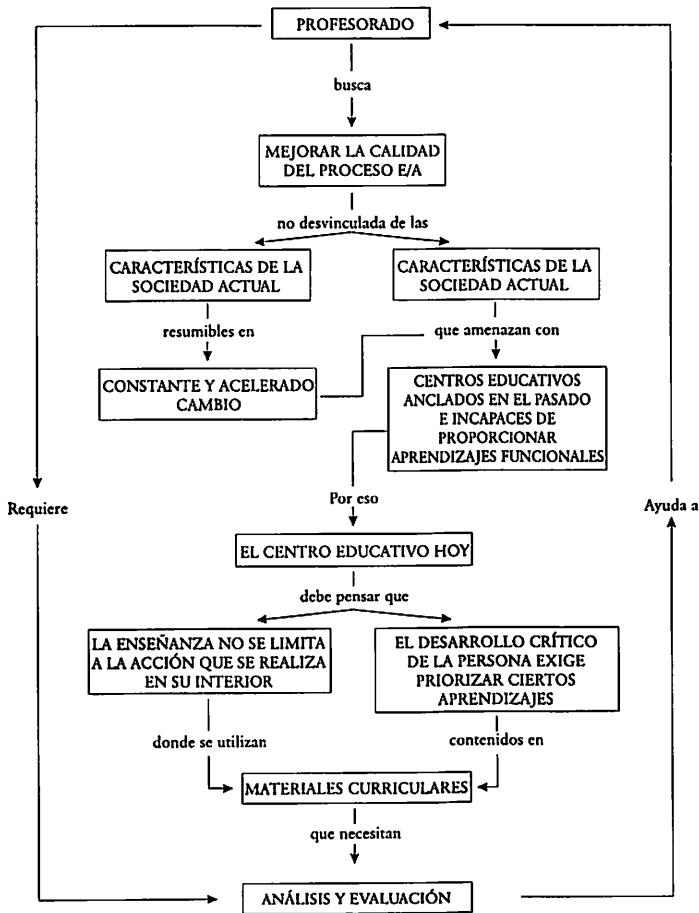 PROFESORADO
busca
MEJORAR LA CALIDAD
DEL PROCESO E/A
no desvinculada de las
CARACTERÍSTICAS DE LA
SOCIEDAD ACTUAL
CARACTERÍSTICAS DE LA
SOCIEDAD ACTUAL
resumibles en
que amenazan con
CONSTANTE Y ACELERADO
CAMBIO
CENTROS EDUCATIVOS
ANCLADOS EN EL PASADO
E INCAPACES DE
PROPORCIONAR
APRENDIZAJES FUNCIONALES
Requiere
Por eso
Ayuda a
EL CENTRO EDUCATIVO HOY
debe pensar que
LA ENSEÑANZA NO SE LIMITA
A LA ACCIÓN QUE SE REALIZA
EN SU INTERIOR
EL DESARROLLO CRÍTICO
DE LA PERSONA EXIGE
PRIORIZAR CIERTOS
APRENDIZAJES
donde se utilizan
contenidos en
MATERIALES CURRICULARES
que necesitan
ANÁLISIS Y EVALUACIÓN